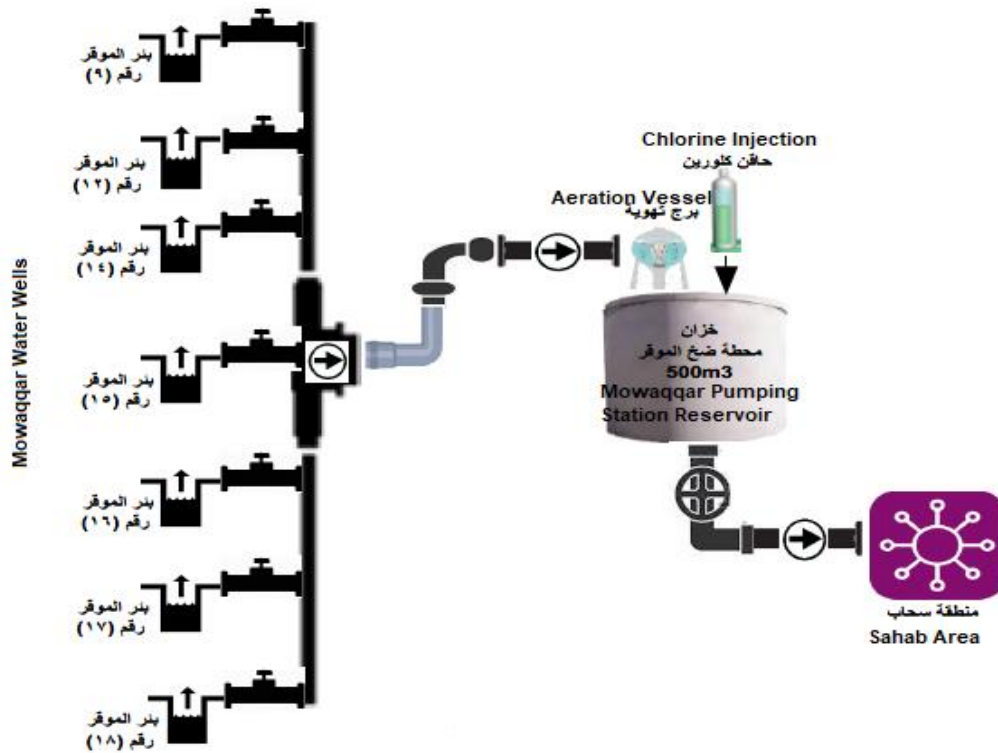 Mowaqqar Water Wells
بئر الموقر
رقم (٩)
بئر الموقر
رقم (١٢)
بئر الموقر
رقم (١٤)
بئر الموقر
رقم (١٥)
بئر الموقر
رقم (١٦)
بئر الموقر
رقم (١٧)
بئر الموقر
رقم (١٨)
Chlorine Injection
حاقن كلورين
Aeration Vessel
برج تهوية
خزان
محطة ضخ الموقر
500m3
Mowaqqar Pumping
Station Reservoir
منطقة سحاب
Sahab Area